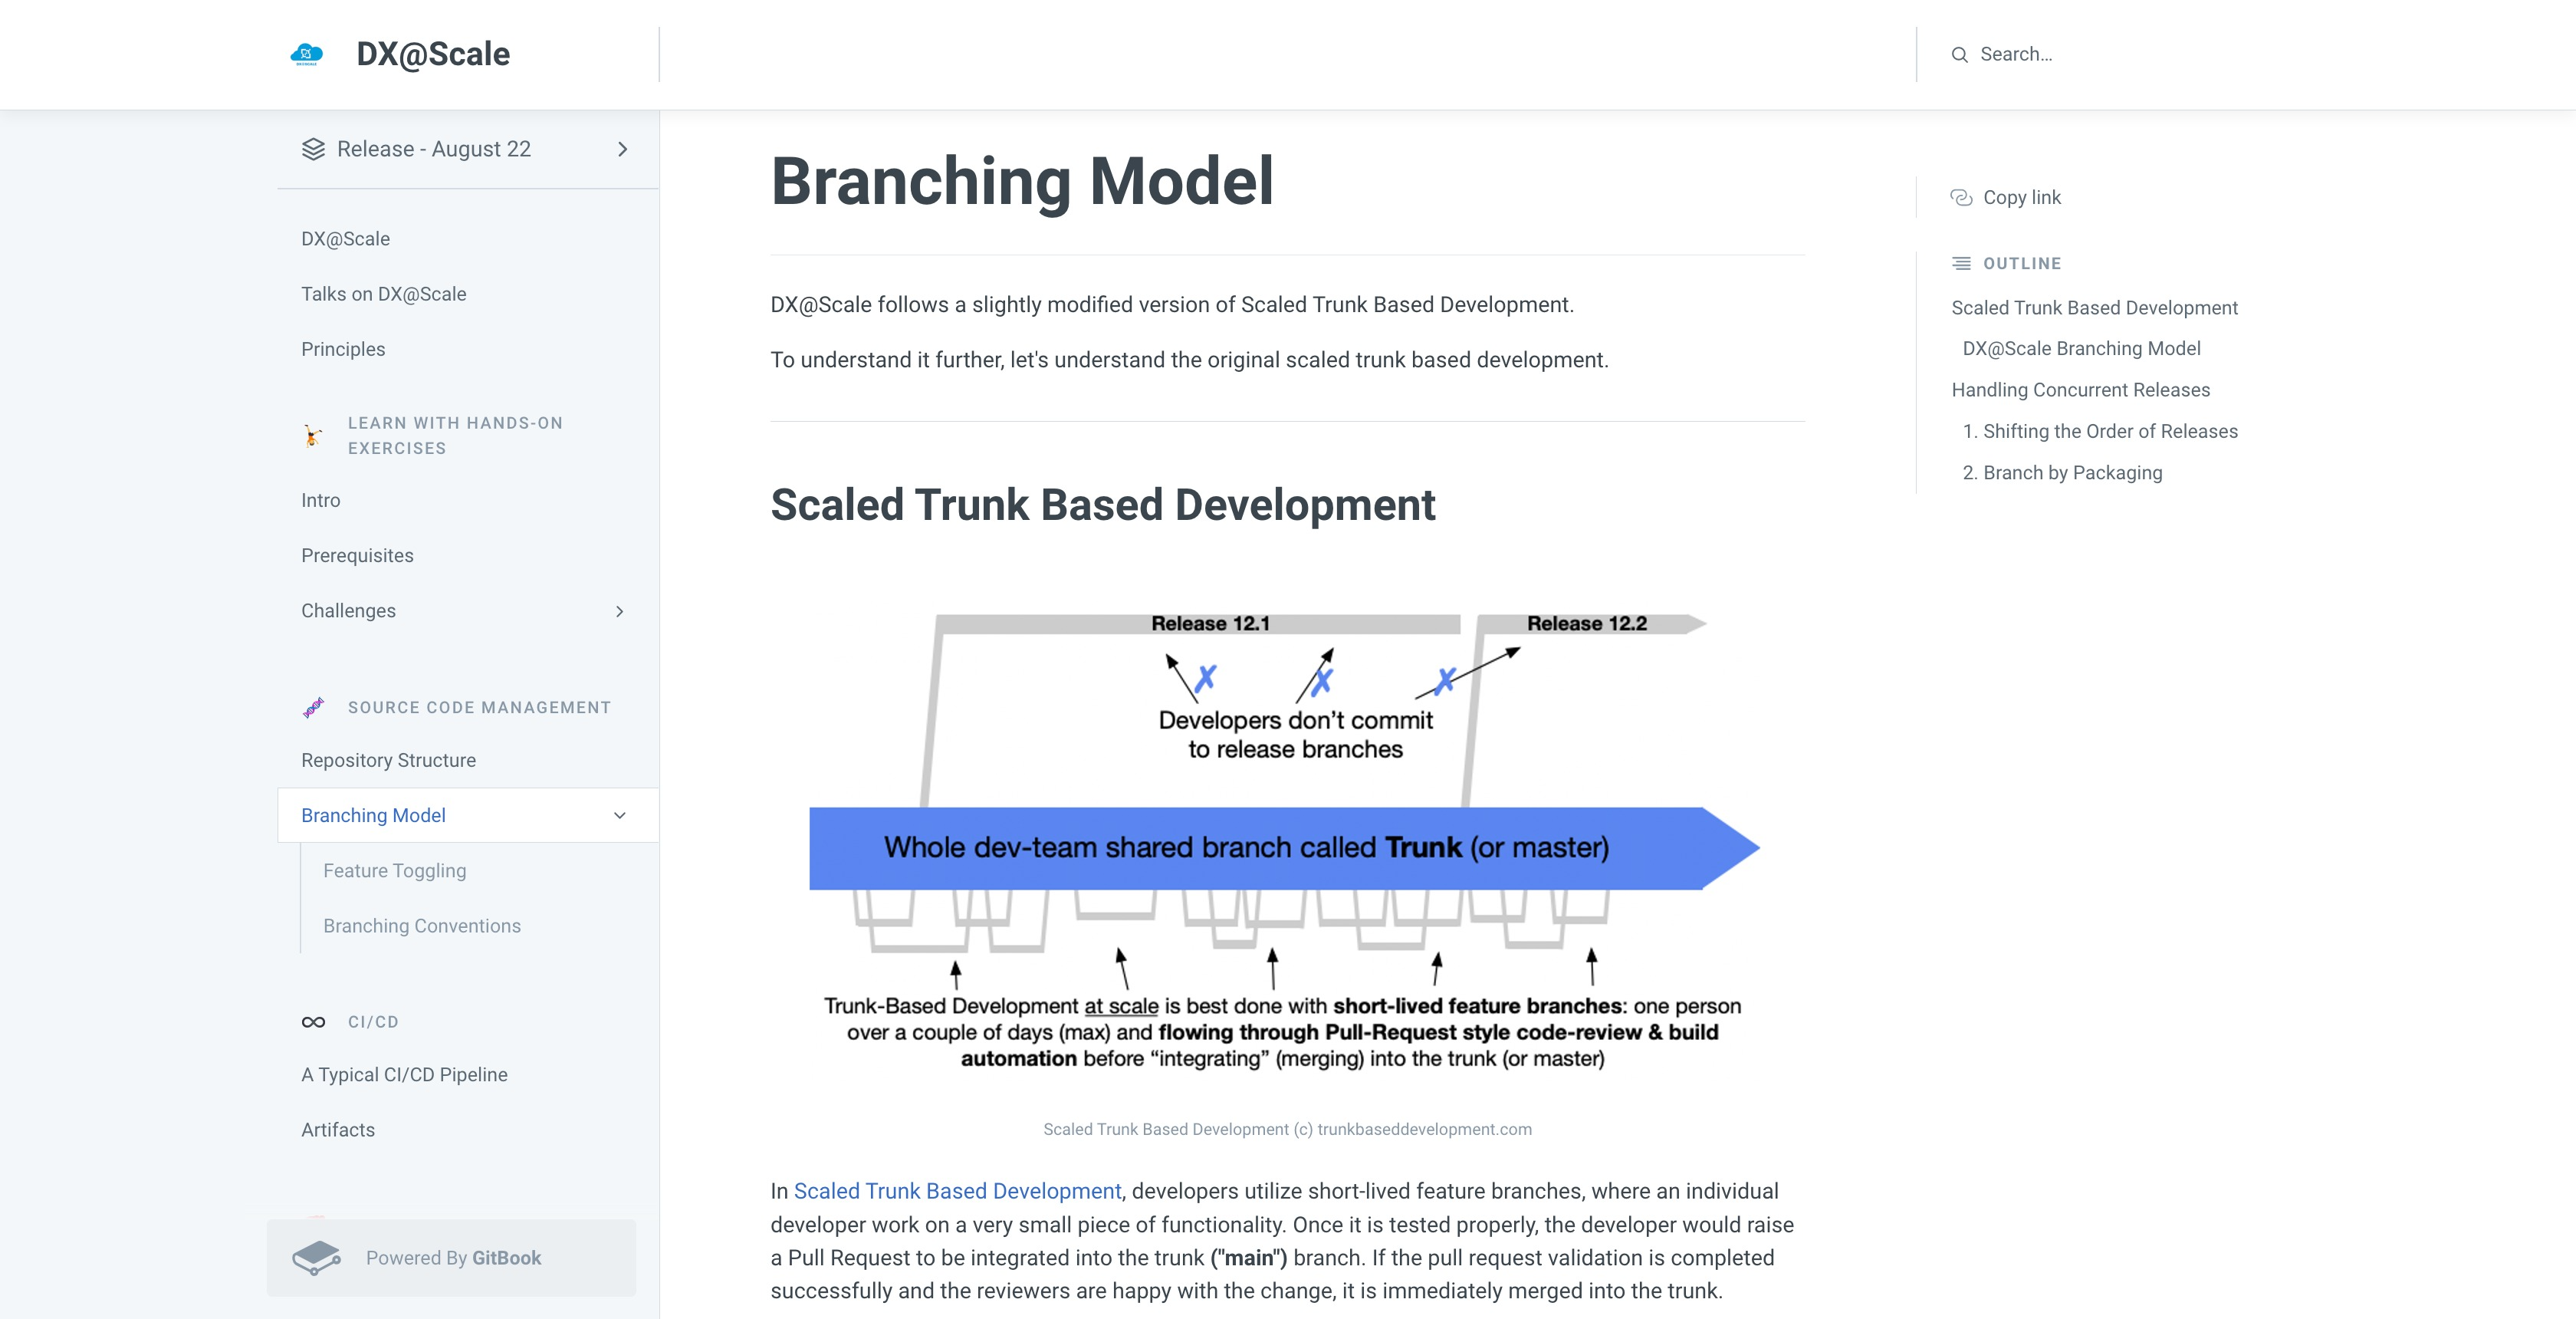 DX@Scale
Search...
Release - August 22
DX@Scale
Talks on DX@Scale
Principles
LEARN WITH HANDS-ON
EXERCISES
Intro
Prerequisites
Challenges
SOURCE CODE MANAGEMENT
Repository Structure
Branching Model
Feature Toggling
Branching Conventions
CI/CD
A Typical CI/CD Pipeline
Artifacts
Powered By GitBook
Branching Model
DX@Scale follows a slightly modified version of Scaled Trunk Based Development.
To understand it further, let's understand the original scaled trunk based development.
Scaled Trunk Based Development
Release 12.1
Release 12.2
Developers don’t commit
to release branches
Whole dev-team shared branch called Trunk (or master)
Trunk-Based Development at scale is best done with short-lived feature branches: one person
over a couple of days (max) and flowing through Pull-Request style code-review & build
automation before “integrating” (merging) into the trunk (or master)
Scaled Trunk Based Development (c) trunkbaseddevelopment.com
In Scaled Trunk Based Development, developers utilize short-lived feature branches, where an individual
developer work on a very small piece of functionality. Once it is tested properly, the developer would raise
a Pull Request to be integrated into the trunk ("main") branch. If the pull request validation is completed
successfully and the reviewers are happy with the change, it is immediately merged into the trunk.
Copy link
OUTLINE
Scaled Trunk Based Development
DX@Scale Branching Model
Handling Concurrent Releases
1. Shifting the Order of Releases
2. Branch by Packaging